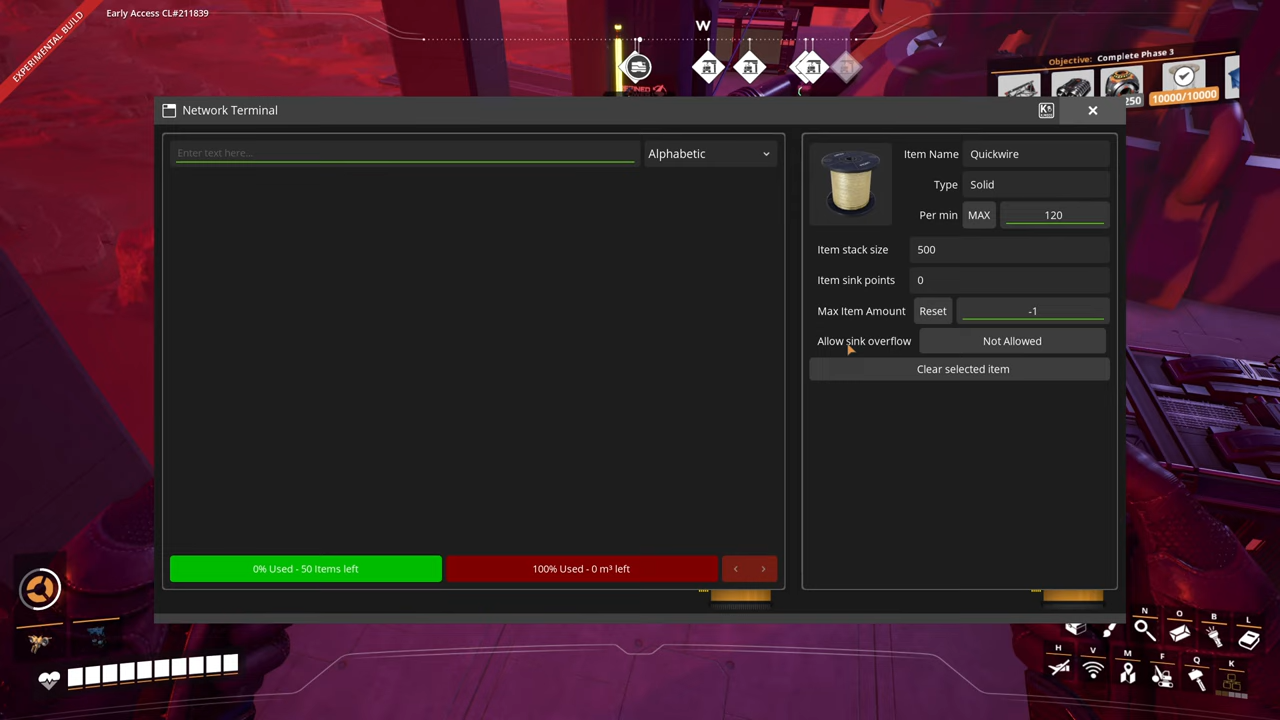 Early Access CL#211839
EXPERIMENTAL BUILD
W
Objective: Complete Phase 3
250
10000/10000
Network Terminal
Enter text here...
Alphabetic
Item Name Quickwire
Type Solid
Per min MAX 120
Item stack size 500
Item sink points 0
Max Item Amount Reset -1
Allow sink overflow Not Allowed
Clear selected item
0% Used - 50 Items left
100% Used - 0 m³ left
< >
N O B L
H V M F Q K